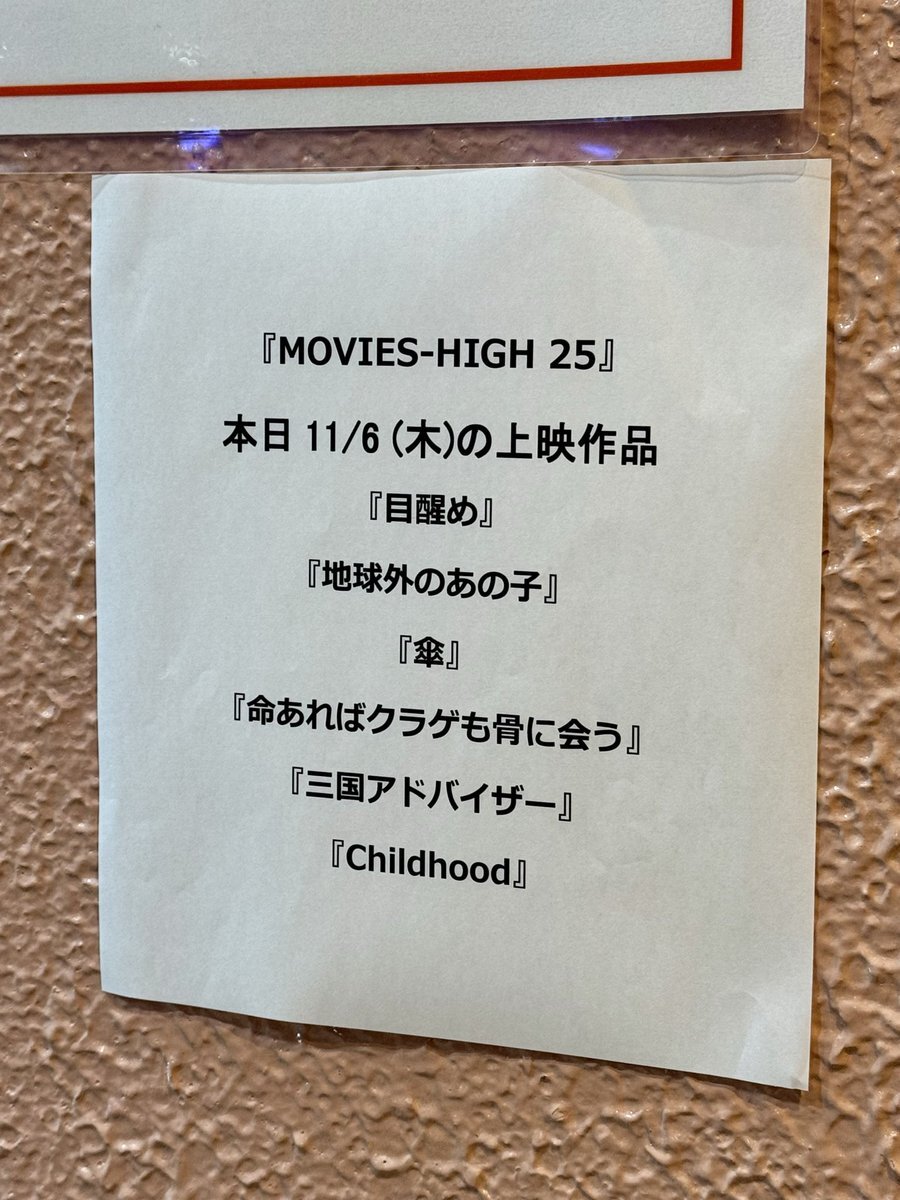 『MOVIES-HIGH 25』
本日 11/6 (木)の上映作品
『目醒め』
『地球外のあの子』
『傘』
『命あればクラゲも骨に会う』
『三国アドバイザー』
『Childhood』